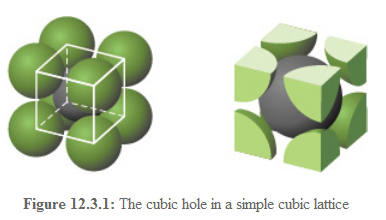 Figure 12.3.1: The cubic hole in a simple cubic lattice